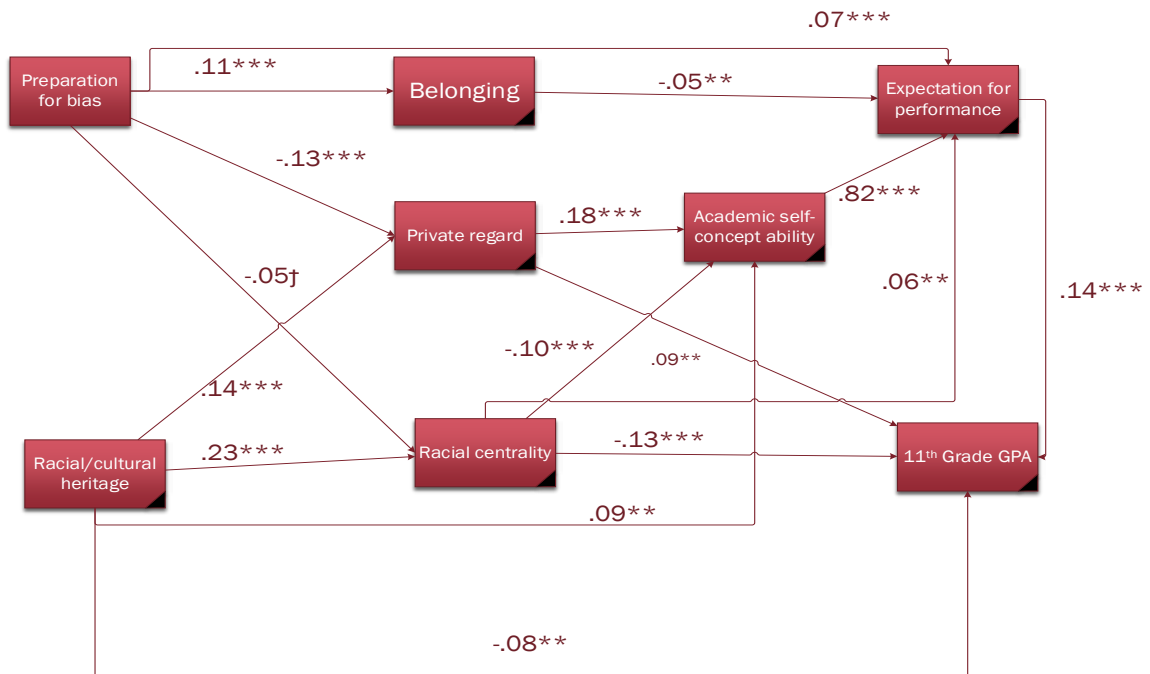 .07***
.11***
Preparation
for bias
Belonging
-.05**
Expectation for
performance
-.13***
.82***
.18***
Academic self-
concept ability
Private regard
-.05†
.06**
.14***
-.10***
.09**
.14***
Racial centrality
-.13***
.23***
11th Grade GPA
Racial/cultural
heritage
.09**
-.08**